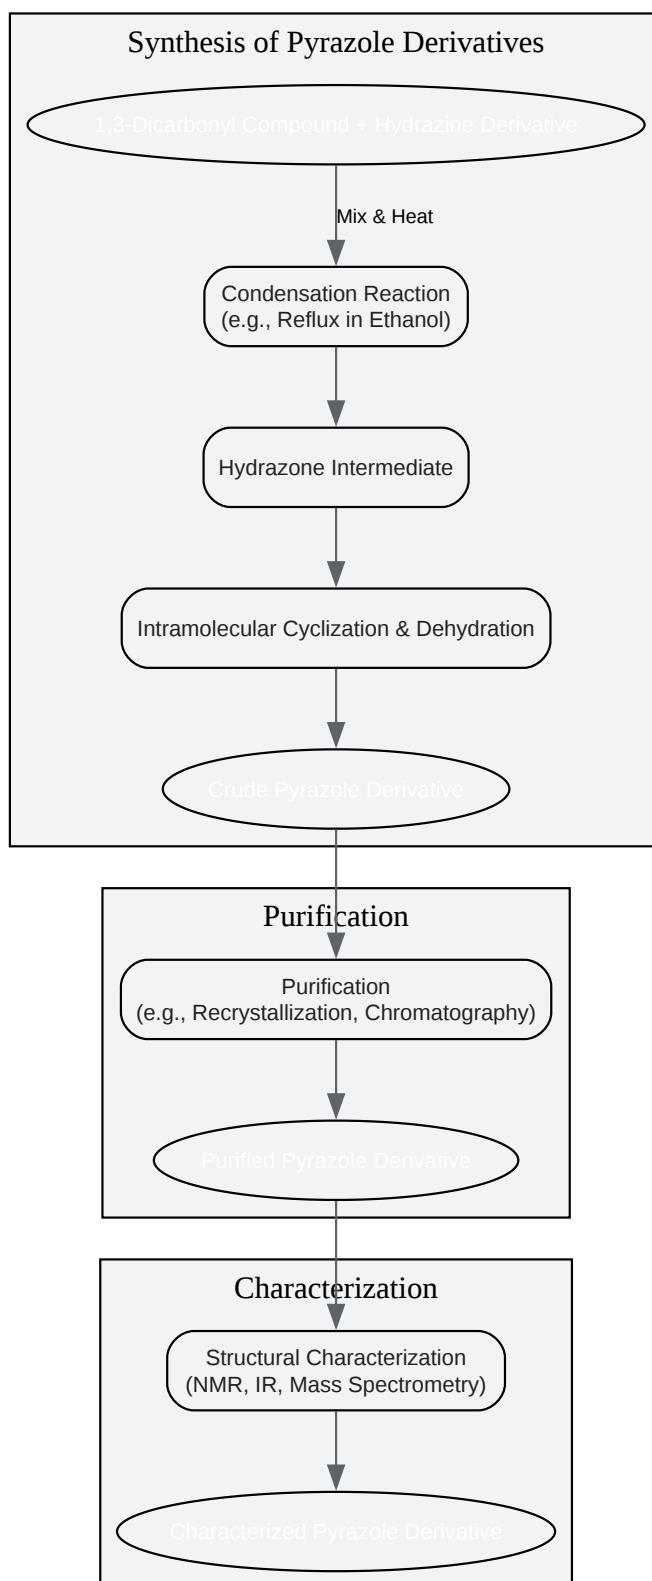 Synthesis of Pyrazole Derivatives
1,3-Dicarbonyl Compound + Hydrazine Derivative
Mix & Heat
Condensation Reaction
(e.g., Reflux in Ethanol)
Hydrazone Intermediate
Intramolecular Cyclization & Dehydration
Crude Pyrazole Derivative
Purification
Purification
(e.g., Recrystallization, Chromatography)
Purified Pyrazole Derivative
Characterization
Structural Characterization
(NMR, IR, Mass Spectrometry)
Characterized Pyrazole Derivative